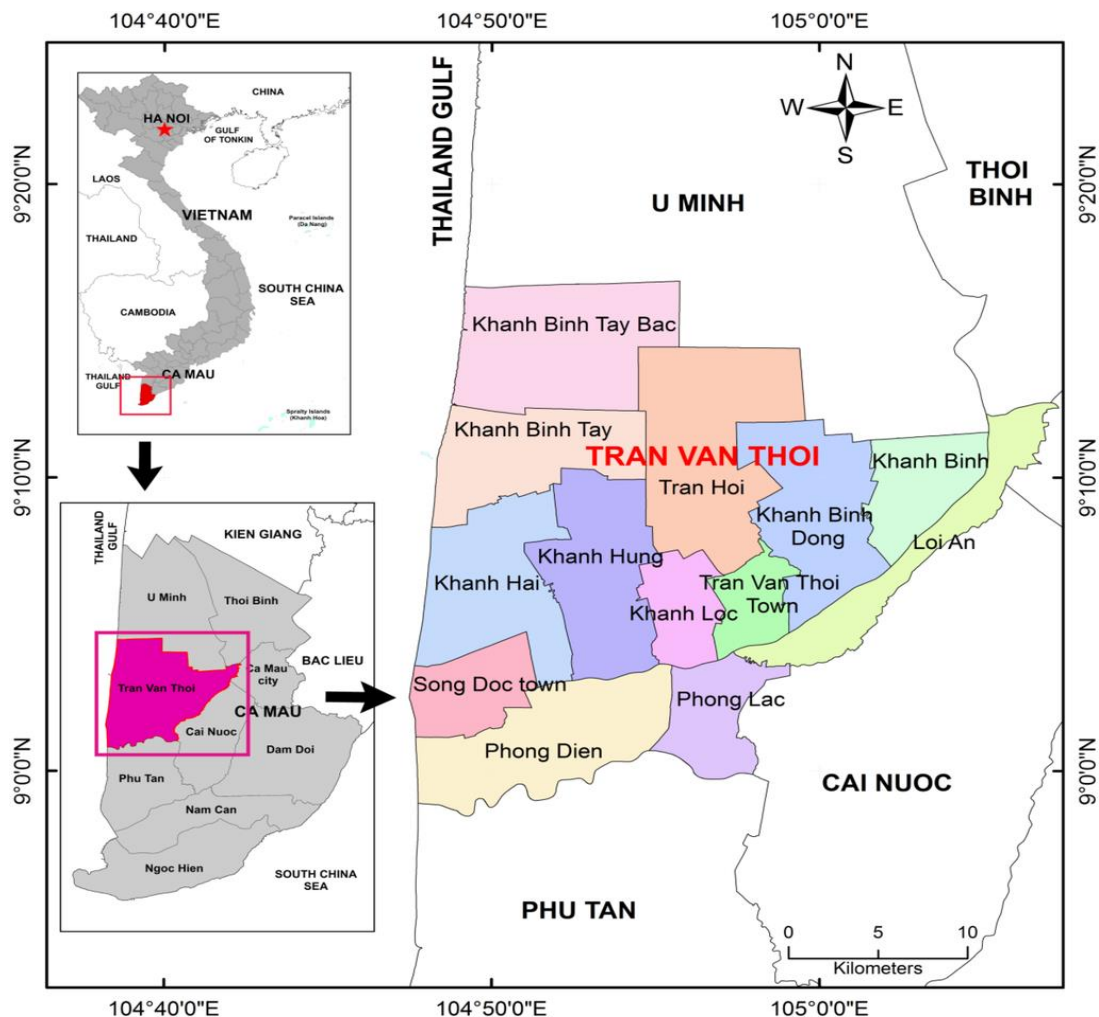 104°40'0"E
104°50'0"E
105°0'0"E
9°20'0"N
9°10'0"N
9°0'0"N
CHINA
HA NOI
GULF
OF TONKIN
LAOS
VIETNAM
Paracel Islands
(Da Nang)
THAILAND
SOUTH CHINA
SEA
CAMBODIA
THAILAND
GULF
CA MAU
Spratly Islands
(Khanh Hoa)
THAILAND
GULF
KIEN GIANG
U Minh
Thoi Binh
BAC LIEU
Ca Mau
city
Tran Van Thoi
CA MAU
Cai Nuoc
Dam Doi
Phu Tan
Nam Can
Ngoc Hien
SOUTH CHINA
SEA
THAILAND GULF
N
W
E
S
U MINH
THOI
BINH
Khanh Binh Tay Bac
Khanh Binh Tay
TRAN VAN THOI
Khanh Binh
Tran Hoi
Khanh Binh
Dong
Loi An
Khanh Hung
Khanh Hai
Tran Van Thoi
Town
Khanh Loc
Song Doc town
Phong Lac
Phong Dien
CAI NUOC
PHU TAN
0
5
10
Kilometers
9°20'0"N
9°10'0"N
9°0'0"N
104°40'0"E
104°50'0"E
105°0'0"E